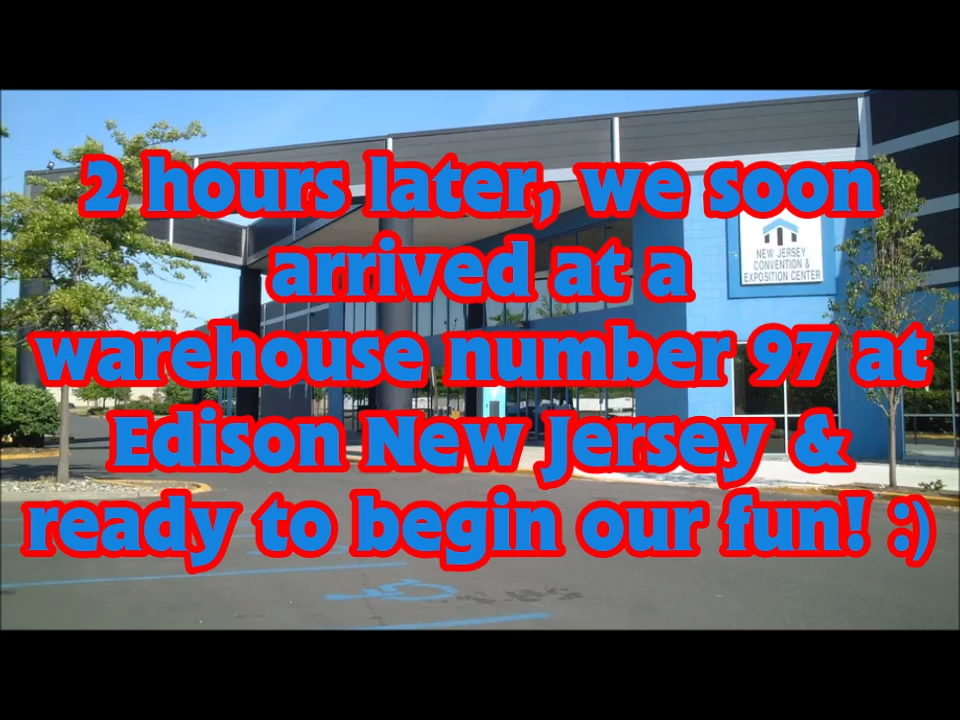 2 hours later, we soon
arrived at a
warehouse number 97 at
Edison New Jersey &
ready to begin our fun! :)
NEW JERSEY
CONVENTION &
EXPOSITION CENTER